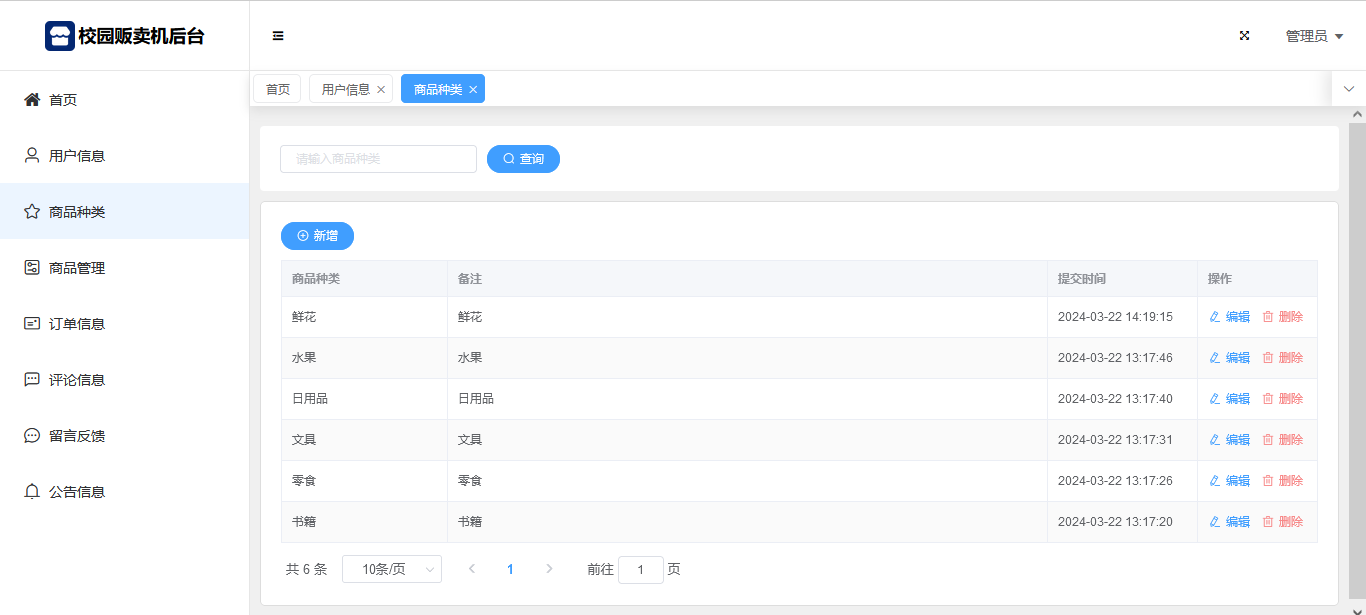 校园贩卖机后台
管理员
首页 用户信息 商品种类
首页
用户信息
商品种类
商品管理
订单信息
评论信息
留言反馈
公告信息
请输入商品种类 查询
新增
商品种类 备注 提交时间 操作
鲜花 鲜花 2024-03-22 14:19:15 编辑 删除
水果 水果 2024-03-22 13:17:46 编辑 删除
日用品 日用品 2024-03-22 13:17:40 编辑 删除
文具 文具 2024-03-22 13:17:31 编辑 删除
零食 零食 2024-03-22 13:17:26 编辑 删除
书籍 书籍 2024-03-22 13:17:20 编辑 删除
共 6 条 10条/页 1 前往 1 页